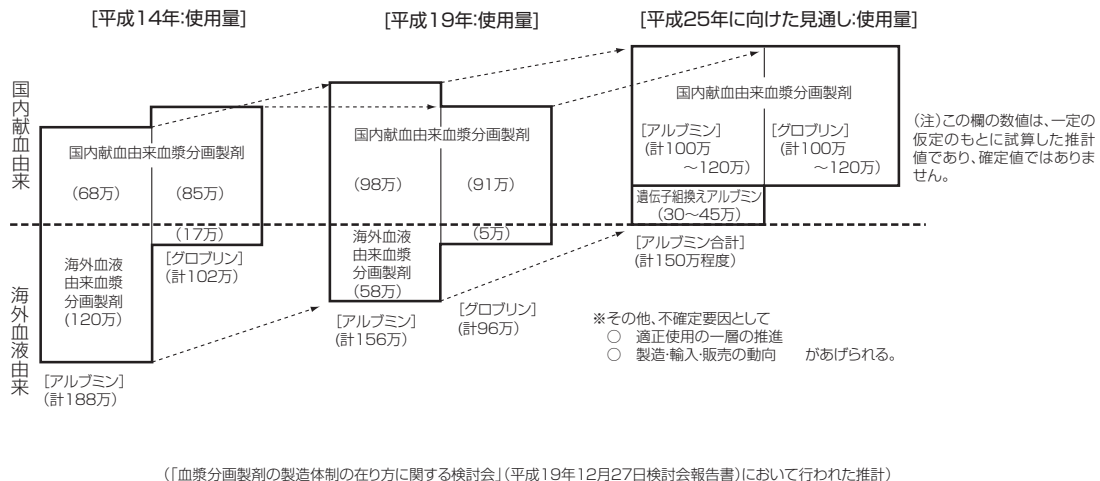 [平成14年:使用量]
[平成19年:使用量]
[平成25年に向けた見通し:使用量]
国内献血由来
海外血液由来
国内献血由来血漿分画製剤
(68万)
(85万)
(17万)
海外血液
由来血漿
分画製剤
(120万)
[グロブリン]
(計102万)
[アルブミン]
(計188万)
国内献血由来血漿分画製剤
(98万)
(91万)
(5万)
海外血液
由来血漿
分画製剤
(58万)
[アルブミン]
(計156万)
[グロブリン]
(計96万)
国内献血由来血漿分画製剤
[アルブミン]
(計100万
~120万)
[グロブリン]
(計100万
~120万)
遺伝子組換えアルブミン
(30~45万)
[アルブミン合計]
(計150万程度)
(注)この欄の数値は、一定の
仮定のもとに試算した推計
値であり、確定値ではありま
せん。
※その他、不確定要因として
○ 適正使用の一層の推進
○ 製造・輸入・販売の動向 があげられる。
(「血漿分画製剤の製造体制の在り方に関する検討会」(平成19年12月27日検討会報告書)において行われた推計)